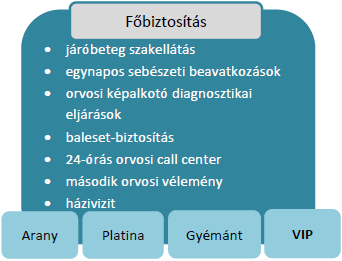 Főbiztosítás
• járóbeteg szakellátás
• egynapos sebészeti beavatkozások
• orvosi képalkotó diagnosztikai
eljárások
• baleset-biztosítás
• 24-órás orvosi call center
• második orvosi vélemény
• házivizit
Arany Platina Gyémánt VIP